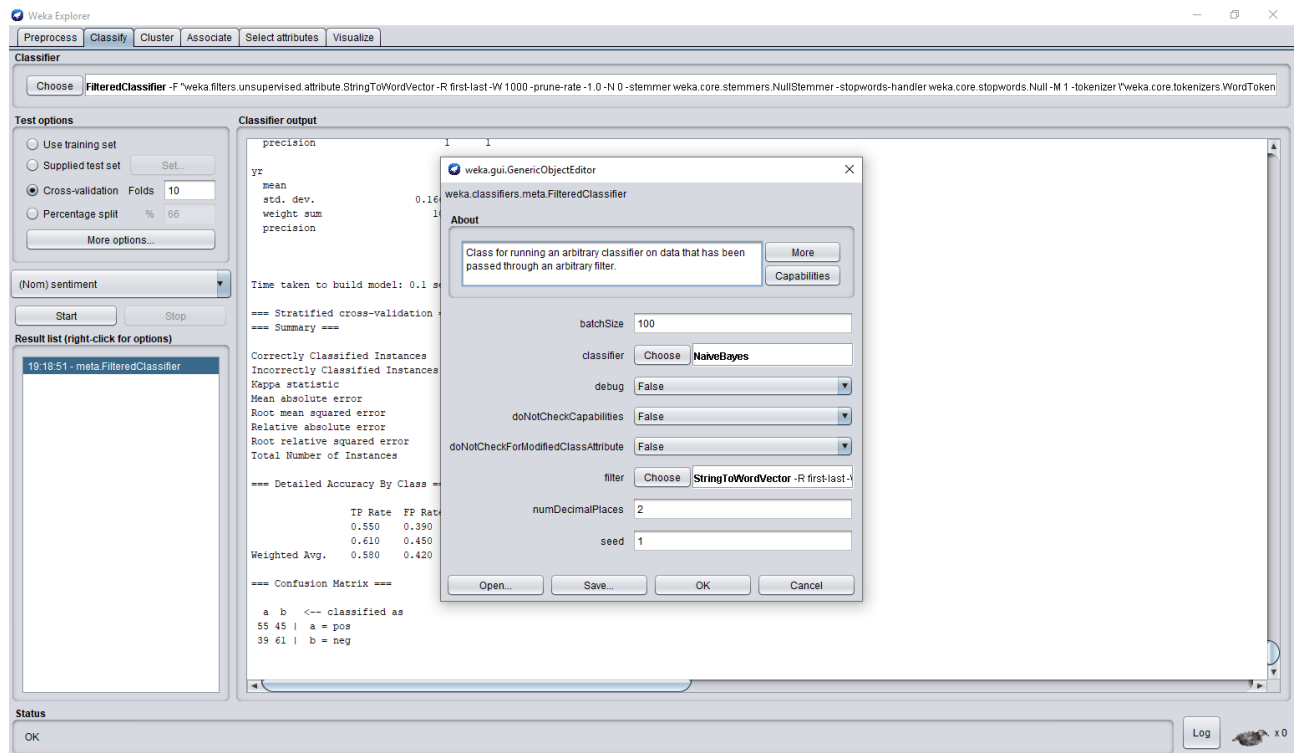 Weka Explorer
Preprocess Classify Cluster Associate Select attributes Visualize
Classifier
Choose FilteredClassifier -F "weka.filters.unsupervised.attribute.StringToWordVector -R first-last -W 1000 -prune-rate -1.0 -N 0 -stemmer weka.core.stemmers.NullStemmer -stopwords-handler weka.core.stopwords.Null -M 1 -tokenizer \"weka.core.tokenizers.WordToken
Test options
Use training set
Supplied test set Set...
Cross-validation Folds 10
Percentage split % 66
More options...
(Nom) sentiment
Start Stop
Result list (right-click for options)
19:18:51 - meta.FilteredClassifier
Classifier output
precision 1 1
yr
mean
std. dev. 0.16
weight sum 1
precision
Time taken to build model: 0.1 s
=== Stratified cross-validation
=== Summary ===
Correctly Classified Instances
Incorrectly Classified Instances
Kappa statistic
Mean absolute error
Root mean squared error
Relative absolute error
Root relative squared error
Total Number of Instances
=== Detailed Accuracy By Class
TP Rate FP Rate
0.550 0.390
0.610 0.450
Weighted Avg. 0.580 0.420
=== Confusion Matrix ===
a b <-- classified as
55 45 | a = pos
39 61 | b = neg
weka.gui.GenericObjectEditor
weka.classifiers.meta.FilteredClassifier
About
Class for running an arbitrary classifier on data that has been
passed through an arbitrary filter.
More
Capabilities
batchSize 100
classifier Choose NaiveBayes
debug False
doNotCheckCapabilities False
doNotCheckForModifiedClassAttribute False
filter Choose StringToWordVector -R first-last -
numDecimalPlaces 2
seed 1
Open... Save... OK Cancel
Status
OK
Log x 0